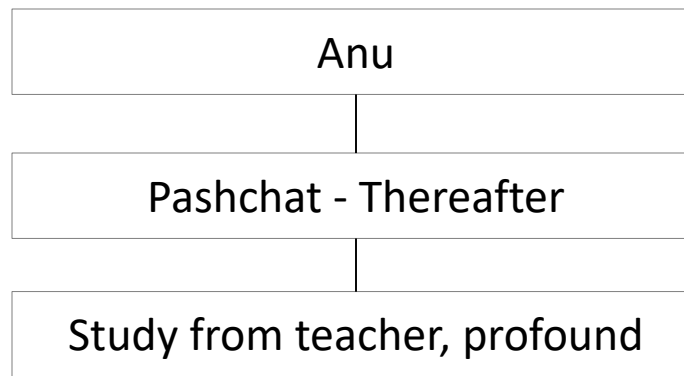 Anu
Pashchat - Thereafter
Study from teacher, profound